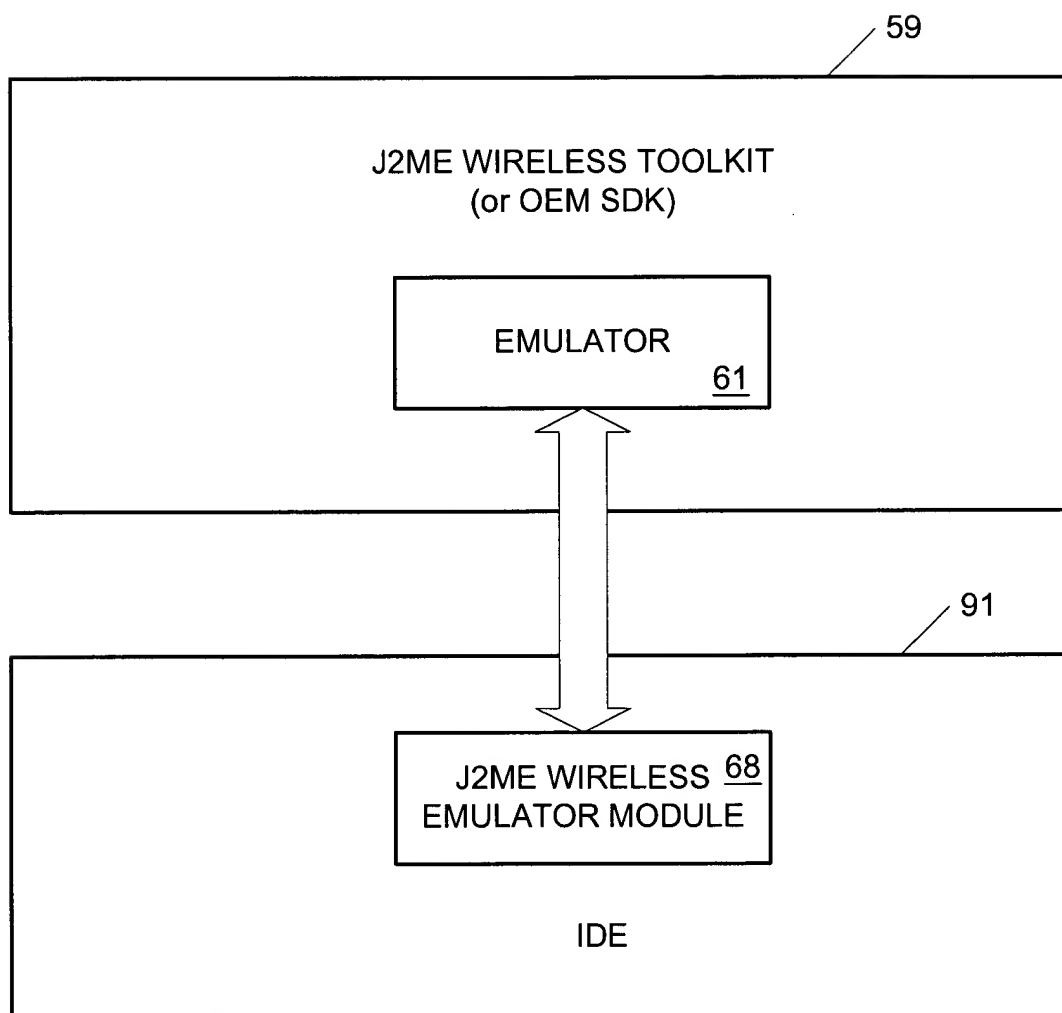 59
J2ME WIRELESS TOOLKIT
(or OEM SDK)
EMULATOR
61
91
J2ME WIRELESS 68
EMULATOR MODULE
IDE